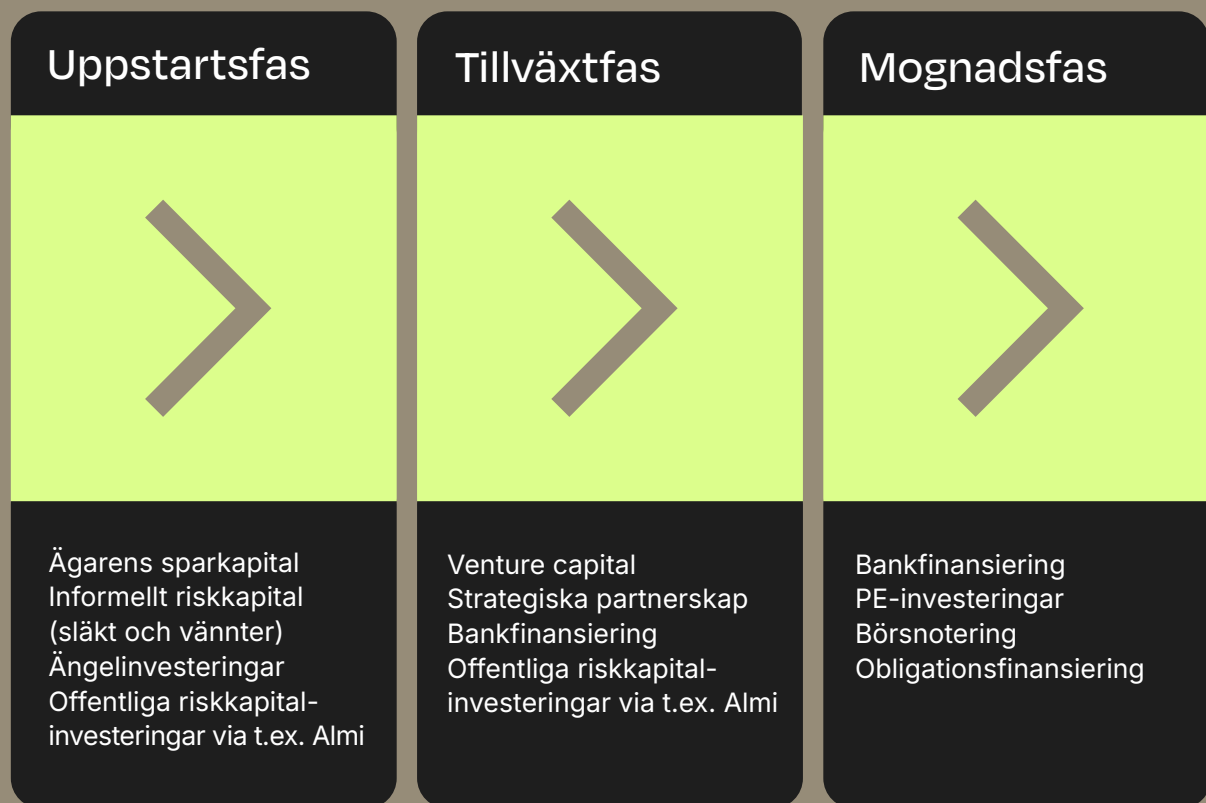 Uppstartsfas
Tillväxtfas
Mognadsfas
Ägarens sparkapital
Informellt riskkapital
(släkt och vännter)
Ängelinvesteringar
Offentliga riskkapital-
investeringar via t.ex. Almi
Venture capital
Strategiska partnerskap
Bankfinansiering
Offentliga riskkapital-
investeringar via t.ex. Almi
Bankfinansiering
PE-investeringar
Börsnotering
Obligationsfinansiering